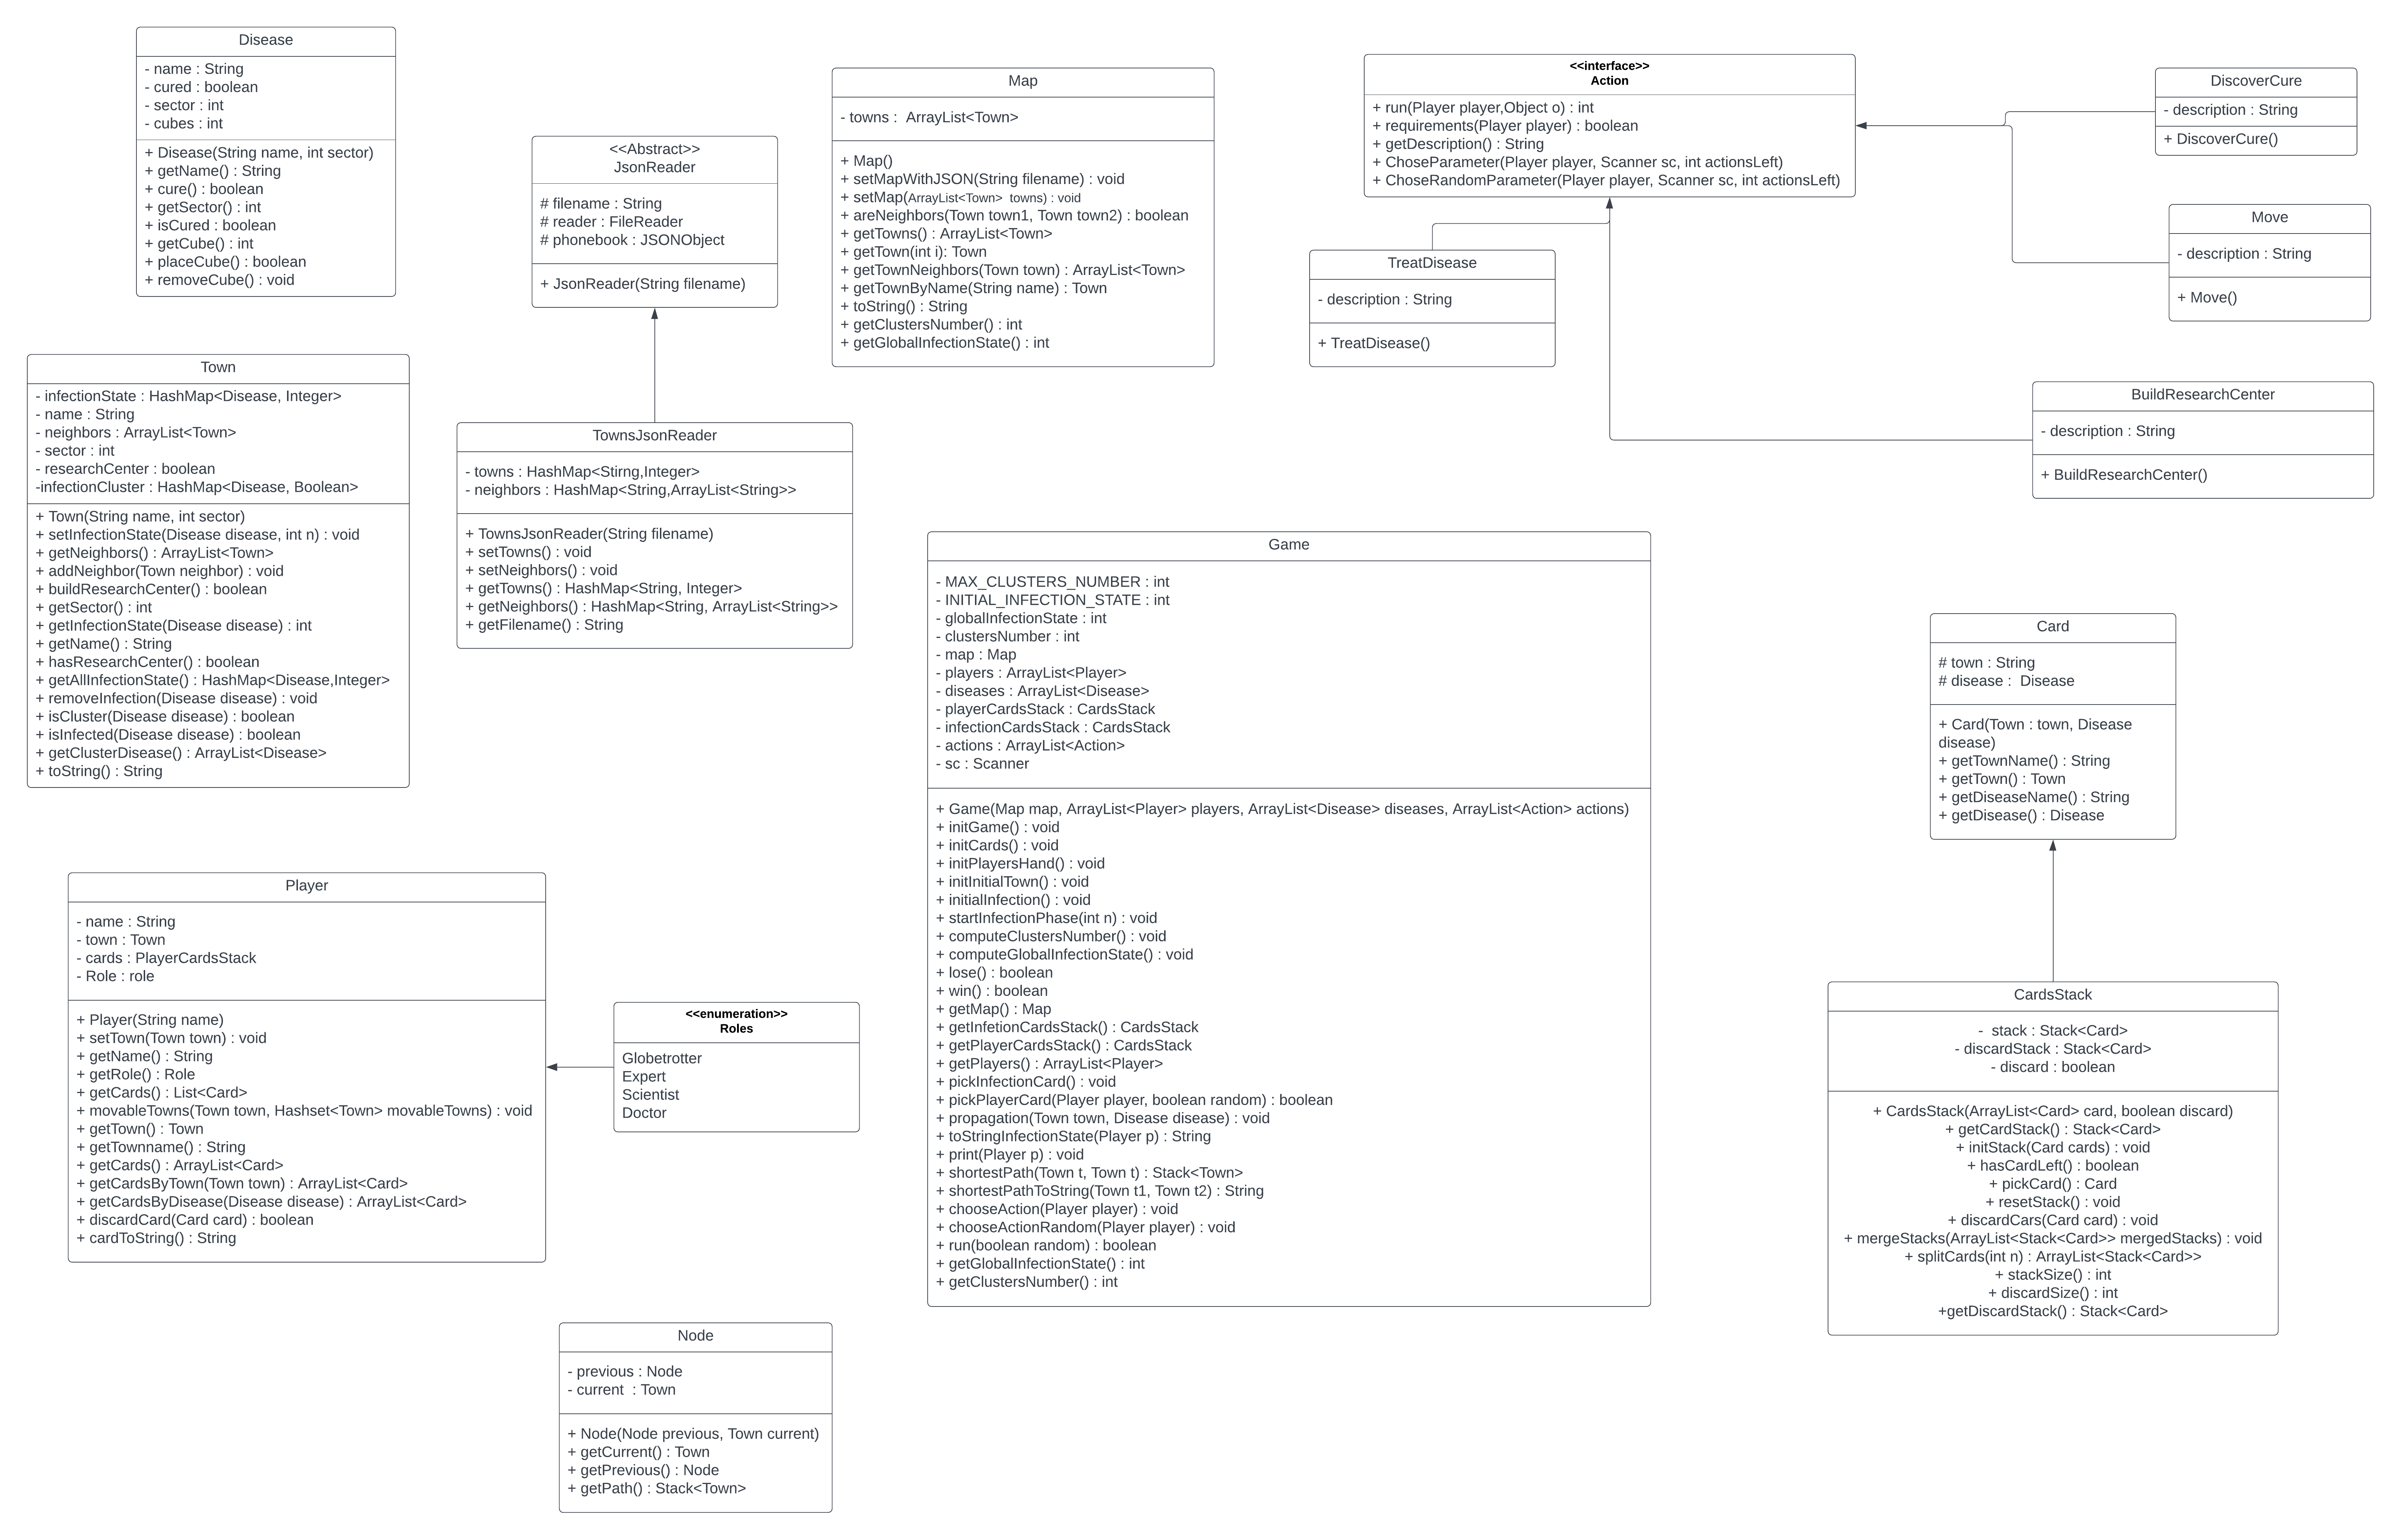 Disease
- name : String
- cured : boolean
- sector : int
- cubes : int
+ Disease(String name, int sector)
+ getName() : String
+ cure() : boolean
+ getSector() : int
+ isCured : boolean
+ getCube() : int
+ placeCube() : boolean
+ removeCube() : void
<<Abstract>>
JsonReader
# filename : String
# reader : FileReader
# phonebook : JSONObject
+ JsonReader(String filename)
Map
- towns :  ArrayList<Town>
+ Map()
+ setMapWithJSON(String filename) : void
+ setMap(ArrayList<Town>  towns) : void
+ areNeighbors(Town town1, Town town2) : boolean
+ getTowns() : ArrayList<Town>
+ getTown(int i): Town
+ getTownNeighbors(Town town) : ArrayList<Town>
+ getTownByName(String name) : Town
+ toString() : String
+ getClustersNumber() : int
+ getGlobalInfectionState() : int
<<interface>>
Action
+ run(Player player,Object o) : int
+ requirements(Player player) : boolean
+ getDescription() : String
+ ChoseParameter(Player player, Scanner sc, int actionsLeft)
+ ChoseRandomParameter(Player player, Scanner sc, int actionsLeft)
DiscoverCure
- description : String
+ DiscoverCure()
Move
- description : String
+ Move()
TreatDisease
- description : String
+ TreatDisease()
BuildResearchCenter
- description : String
+ BuildResearchCenter()
Town
- infectionState : HashMap<Disease, Integer>
- name : String
- neighbors : ArrayList<Town>
- sector : int
- researchCenter : boolean
-infectionCluster : HashMap<Disease, Boolean>
+ Town(String name, int sector)
+ setInfectionState(Disease disease, int n) : void
+ getNeighbors() : ArrayList<Town>
+ addNeighbor(Town neighbor) : void
+ buildResearchCenter() : boolean
+ getSector() : int
+ getInfectionState(Disease disease) : int
+ getName() : String
+ hasResearchCenter() : boolean
+ getAllInfectionState() : HashMap<Disease,Integer>
+ removeInfection(Disease disease) : void
+ isCluster(Disease disease) : boolean
+ isInfected(Disease disease) : boolean
+ getClusterDisease() : ArrayList<Disease>
+ toString() : String
TownsJsonReader
- towns : HashMap<Stirng,Integer>
- neighbors : HashMap<String,ArrayList<String>>
+ TownsJsonReader(String filename)
+ setTowns() : void
+ setNeighbors() : void
+ getTowns() : HashMap<String, Integer>
+ getNeighbors() : HashMap<String, ArrayList<String>>
+ getFilename() : String
Game
- MAX_CLUSTERS_NUMBER : int
- INITIAL_INFECTION_STATE : int
- globalInfectionState : int
- clustersNumber : int
- map : Map
- players : ArrayList<Player>
- diseases : ArrayList<Disease>
- playerCardsStack : CardsStack
- infectionCardsStack : CardsStack
- actions : ArrayList<Action>
- sc : Scanner
+ Game(Map map, ArrayList<Player> players, ArrayList<Disease> diseases, ArrayList<Action> actions)
+ initGame() : void
+ initCards() : void
+ initPlayersHand() : void
+ initInitialTown() : void
+ initialInfection() : void
+ startInfectionPhase(int n) : void
+ computeClustersNumber() : void
+ computeGlobalInfectionState() : void
+ lose() : boolean
+ win() : boolean
+ getMap() : Map
+ getInfetionCardsStack() : CardsStack
+ getPlayerCardsStack() : CardsStack
+ getPlayers() : ArrayList<Player>
+ pickInfectionCard() : void
+ pickPlayerCard(Player player, boolean random) : boolean
+ propagation(Town town, Disease disease) : void
+ toStringInfectionState(Player p) : String
+ print(Player p) : void
+ shortestPath(Town t, Town t) : Stack<Town>
+ shortestPathToString(Town t1, Town t2) : String
+ chooseAction(Player player) : void
+ chooseActionRandom(Player player) : void
+ run(boolean random) : boolean
+ getGlobalInfectionState() : int
+ getClustersNumber() : int
Card
# town : String
# disease :  Disease
+ Card(Town : town, Disease
disease)
+ getTownName() : String
+ getTown() : Town
+ getDiseaseName() : String
+ getDisease() : Disease
CardsStack
-  stack : Stack<Card>
- discardStack : Stack<Card>
- discard : boolean
+ CardsStack(ArrayList<Card> card, boolean discard)
+ getCardStack() : Stack<Card>
+ initStack(Card cards) : void
+ hasCardLeft() : boolean
+ pickCard() : Card
+ resetStack() : void
+ discardCars(Card card) : void
+ mergeStacks(ArrayList<Stack<Card>> mergedStacks) : void
+ splitCards(int n) : ArrayList<Stack<Card>>
+ stackSize() : int
+ discardSize() : int
+getDiscardStack() : Stack<Card>
Player
- name : String
- town : Town
- cards : PlayerCardsStack
- Role : role
+ Player(String name)
+ setTown(Town town) : void
+ getName() : String
+ getRole() : Role
+ getCards() : List<Card>
+ movableTowns(Town town, Hashset<Town> movableTowns) : void
+ getTown() : Town
+ getTownname() : String
+ getCards() : ArrayList<Card>
+ getCardsByTown(Town town) : ArrayList<Card>
+ getCardsByDisease(Disease disease) : ArrayList<Card>
+ discardCard(Card card) : boolean
+ cardToString() : String
<<enumeration>>
Roles
Globetrotter
Expert
Scientist
Doctor
Node
- previous : Node
- current  : Town
+ Node(Node previous, Town current)
+ getCurrent() : Town
+ getPrevious() : Node
+ getPath() : Stack<Town>